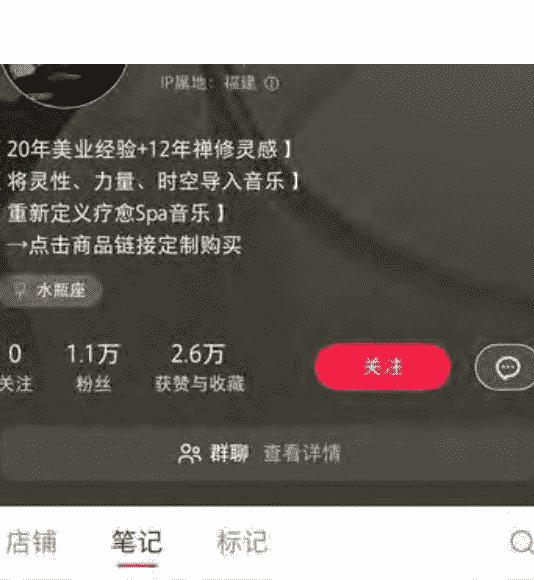 IP属地：福建
20年美业经验+12年禅修灵感】
将灵性、力量、时空导入音乐】
重新定义疗愈Spa音乐】
→点击商品链接定制购买
水瓶座
0 1.1万 2.6万
关注 粉丝 获赞与收藏
关注
群聊 查看详情
店铺 笔记 标记